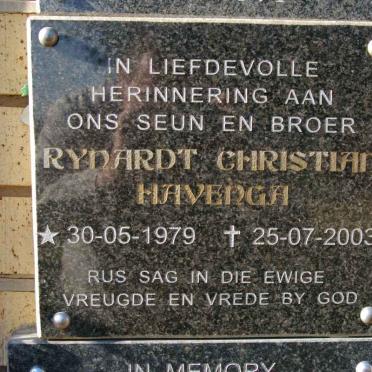 IN LIEFDEVOLLE
HERINNERING AAN
ONS SEUN EN BROER
RYNARDT CHRISTIAN
HAVENGA
★ 30-05-1979 ✝ 25-07-2003
RUS SAG IN DIE EWIGE
VREUGDE EN VREDE BY GOD
IN MEMORY